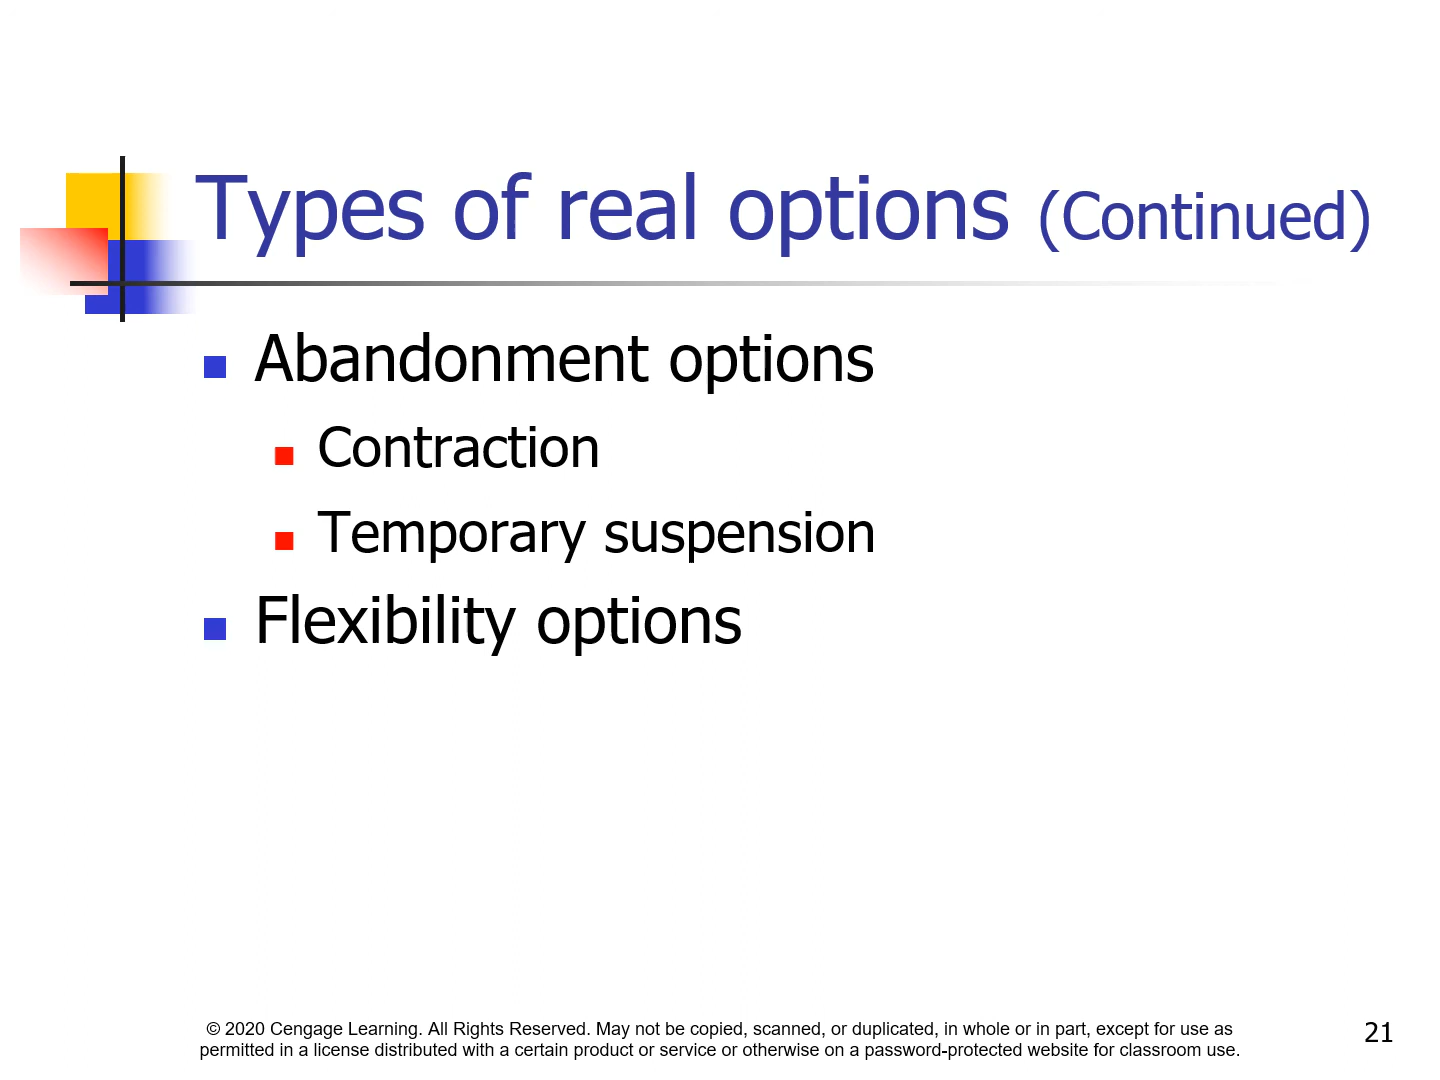 Types of real options (Continued)
Abandonment options
Contraction
Temporary suspension
Flexibility options
© 2020 Cengage Learning. All Rights Reserved. May not be copied, scanned, or duplicated, in whole or in part, except for use as
permitted in a license distributed with a certain product or service or otherwise on a password-protected website for classroom use.
21